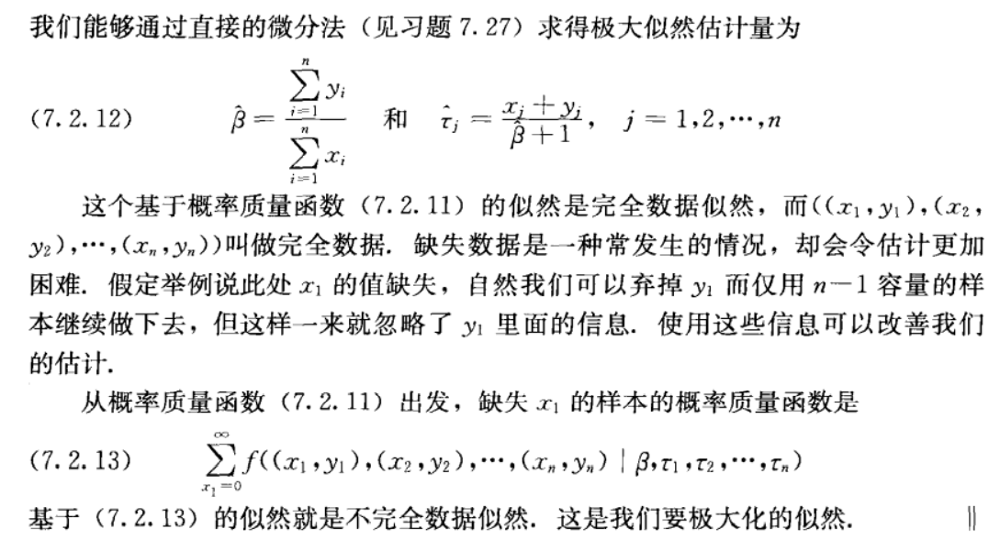 我们能够通过直接的微分法（见习题 7.27）求得极大似然估计量为
(7.2.12) $\hat{\beta} = \frac{\sum_{i=1}^{n} y_i}{\sum_{i=1}^{n} x_i}$ 和 $\hat{\tau}_j = \frac{x_j + y_j}{\hat{\beta} + 1}$, $j = 1,2,\cdots,n$
这个基于概率质量函数（7.2.11）的似然是完全数据似然，而$((x_1,y_1),(x_2,$
$y_2),\cdots,(x_n,y_n))$叫做完全数据. 缺失数据是一种常发生的情况，却会令估计更加
困难. 假定举例说此处 $x_1$ 的值缺失，自然我们可以弃掉 $y_1$ 而仅用 $n-1$ 容量的样
本继续做下去，但这样一来就忽略了 $y_1$ 里面的信息. 使用这些信息可以改善我们
的估计.
从概率质量函数（7.2.11）出发，缺失 $x_1$ 的样本的概率质量函数是
(7.2.13) $\sum_{x_1=0}^{\infty} f((x_1,y_1),(x_2,y_2),\cdots,(x_n,y_n) \mid \beta,\tau_1,\tau_2,\cdots,\tau_n)$
基于（7.2.13）的似然就是不完全数据似然. 这是我们要极大化的似然. ‖